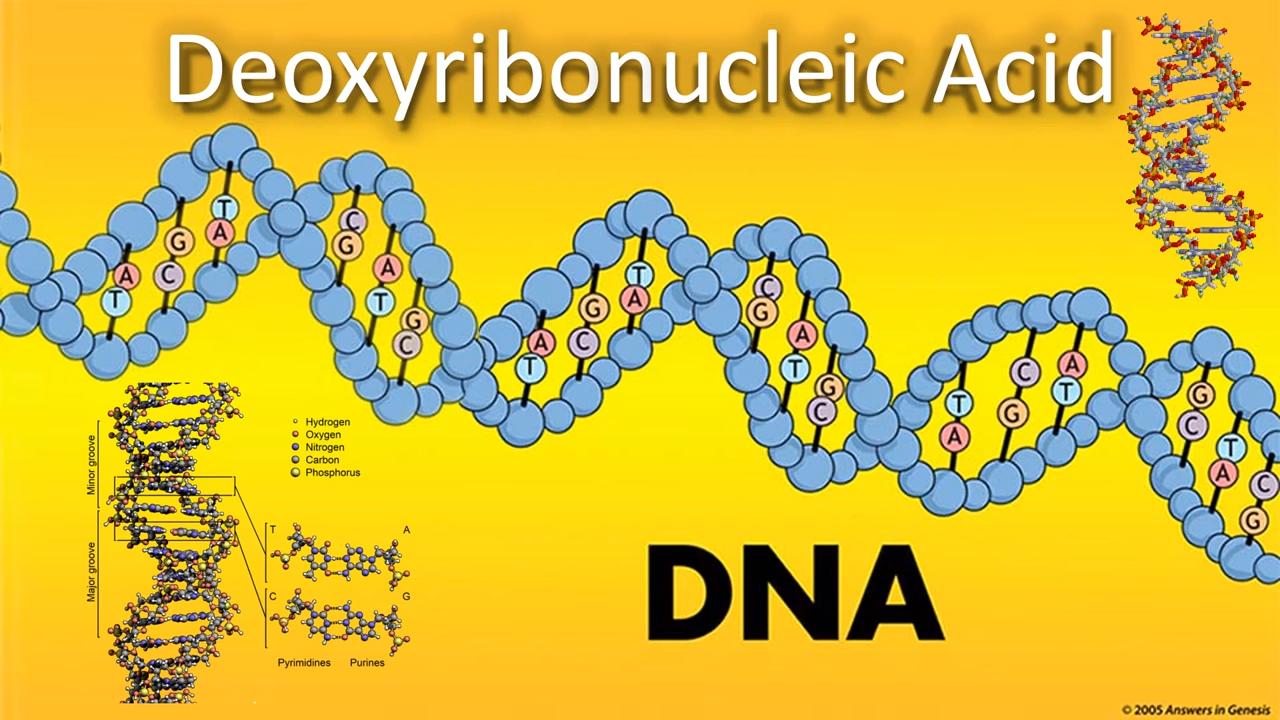 Deoxyribonucleic Acid
T
A
G
C
A
T
C
G
A
T
G
C
T
A
G
C
A
T
C
G
A
T
G
C
A
T
C
G
T
A
G
C
T
A
C
G
Minor groove
Major groove
Hydrogen
Oxygen
Nitrogen
Carbon
Phosphorus
T A
C G
Pyrimidines Purines
DNA
© 2005 Answers in Genesis